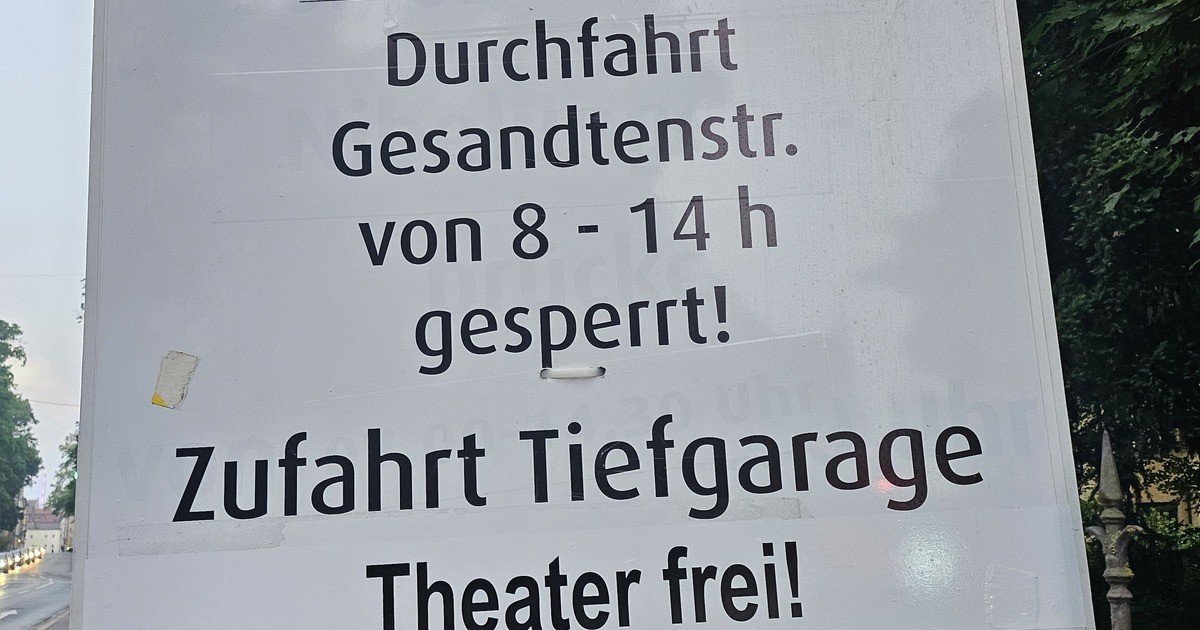 Durchfahrt
Gesandtenstr.
von 8 - 14 h
gesperrt!
Zufahrt Tiefgarage
Theater frei!